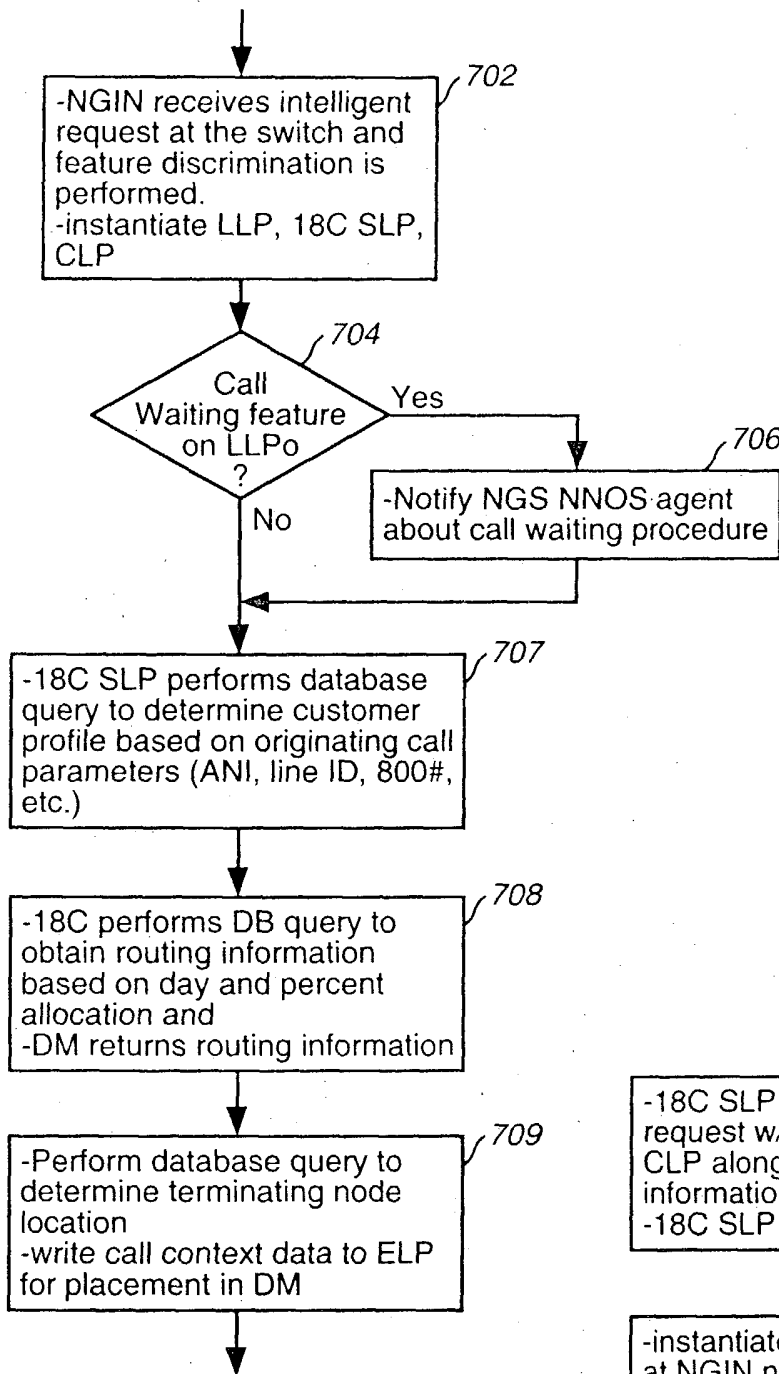 702
-NGIN receives intelligent
request at the switch and
feature discrimination is
performed.
-instantiate LLP, 18C SLP,
CLP
704
Call
Waiting feature
on LLPo
?
Yes
No
706
-Notify NGS NNOS agent
about call waiting procedure
707
-18C SLP performs database
query to determine customer
profile based on originating call
parameters (ANI, line ID, 800#,
etc.)
708
-18C performs DB query to
obtain routing information
based on day and percent
allocation and
-DM returns routing information
709
-Perform database query to
determine terminating node
location
-write call context data to ELP
for placement in DM
-18C SLP
request
CLP along
-18C SLP
-instantiate
at NGIN